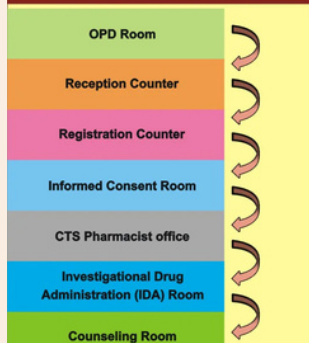 OPD Room
Reception Counter
Registration Counter
Informed Consent Room
CTS Pharmacist office
Investigational Drug
Administration (IDA) Room
Counseling Room